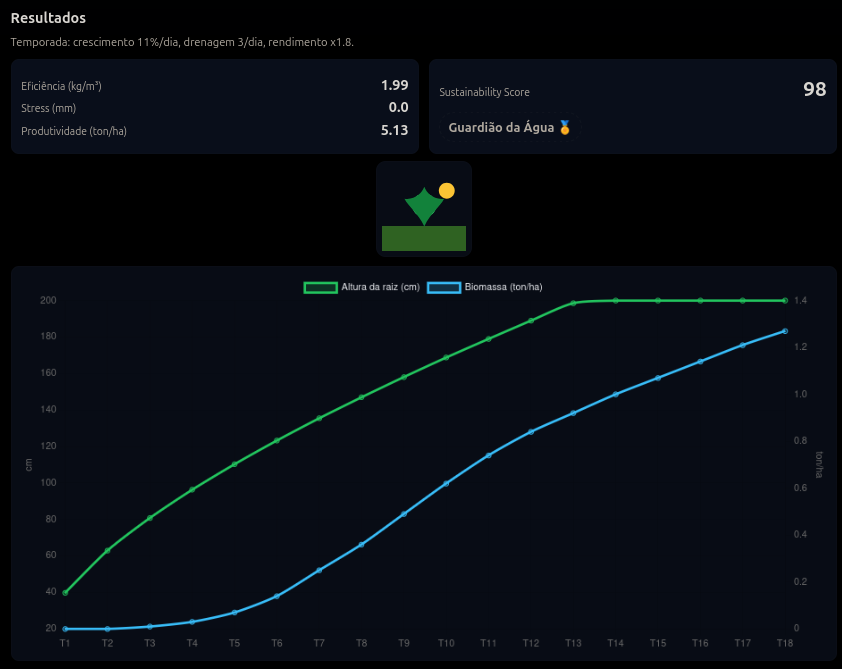 Resultados
Temporada: crescimento 11%/dia, drenagem 3/dia, rendimento x1.8.
Eficiência (kg/m³) 1.99
Stress (mm) 0.0
Produtividade (ton/ha) 5.13
Sustainability Score 98
Guardião da Água 🏅
Altura da raiz (cm) Biomassa (ton/ha)
200 1.4
180
1.2
160
1.0
140
120
0.8
cm
ton/ha
100
0.6
80
0.4
60
40
0.2
20 0
T1 T2 T3 T4 T5 T6 T7 T8 T9 T10 T11 T12 T13 T14 T15 T16 T17 T18